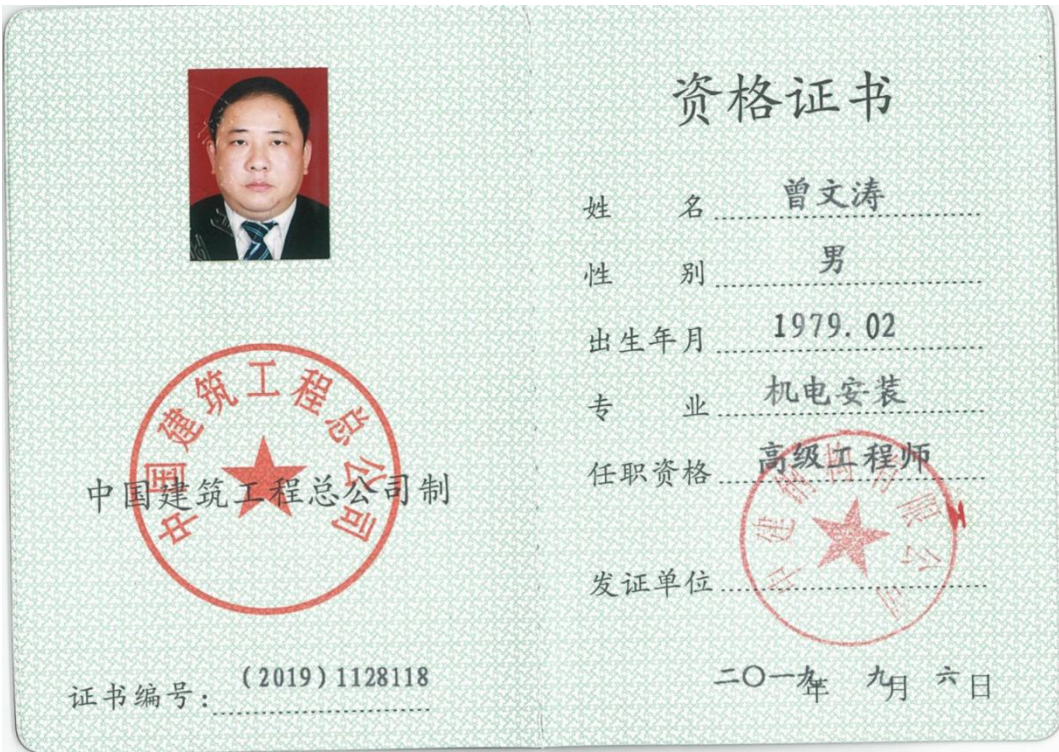 中国建筑工程总公司
中国建筑工程总公司制
证书编号：(2019)1128118
资格证书
姓名 曾文涛
性别 男
出生年月 1979.02
专业 机电安装
任职资格 高级工程师
发证单位
二〇一九年 九月 六日